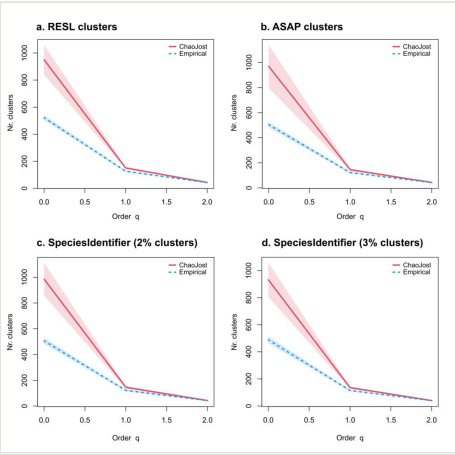 a. RESL clusters
ChaoJost
Empirical
Nr. clusters
1000
800
600
400
200
0
0.0 0.5 1.0 1.5 2.0
Order q
b. ASAP clusters
ChaoJost
Empirical
Nr. clusters
1000
800
600
400
200
0
0.0 0.5 1.0 1.5 2.0
Order q
c. SpeciesIdentifier (2% clusters)
ChaoJost
Empirical
Nr. clusters
1000
800
600
400
200
0
0.0 0.5 1.0 1.5 2.0
Order q
d. SpeciesIdentifier (3% clusters)
ChaoJost
Empirical
Nr. clusters
1000
800
600
400
200
0
0.0 0.5 1.0 1.5 2.0
Order q